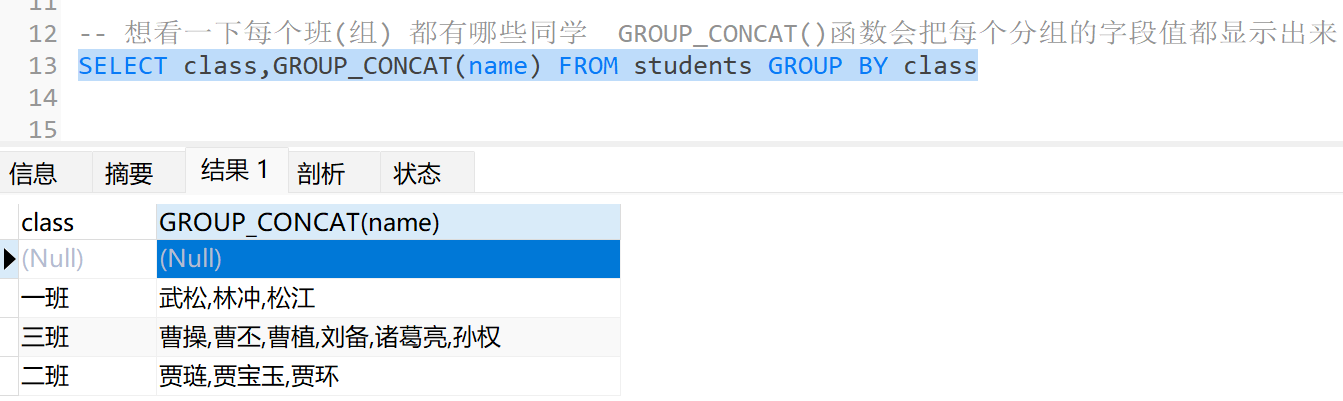 11
12 -- 想看一下每个班(组) 都有哪些同学  GROUP_CONCAT()函数会把每个分组的字段值都显示出来
13 SELECT class,GROUP_CONCAT(name) FROM students GROUP BY class
14
15
信息 摘要 结果 1 剖析 状态
class GROUP_CONCAT(name)
(Null) (Null)
一班 武松,林冲,松江
三班 曹操,曹丕,曹植,刘备,诸葛亮,孙权
二班 贾琏,贾宝玉,贾环